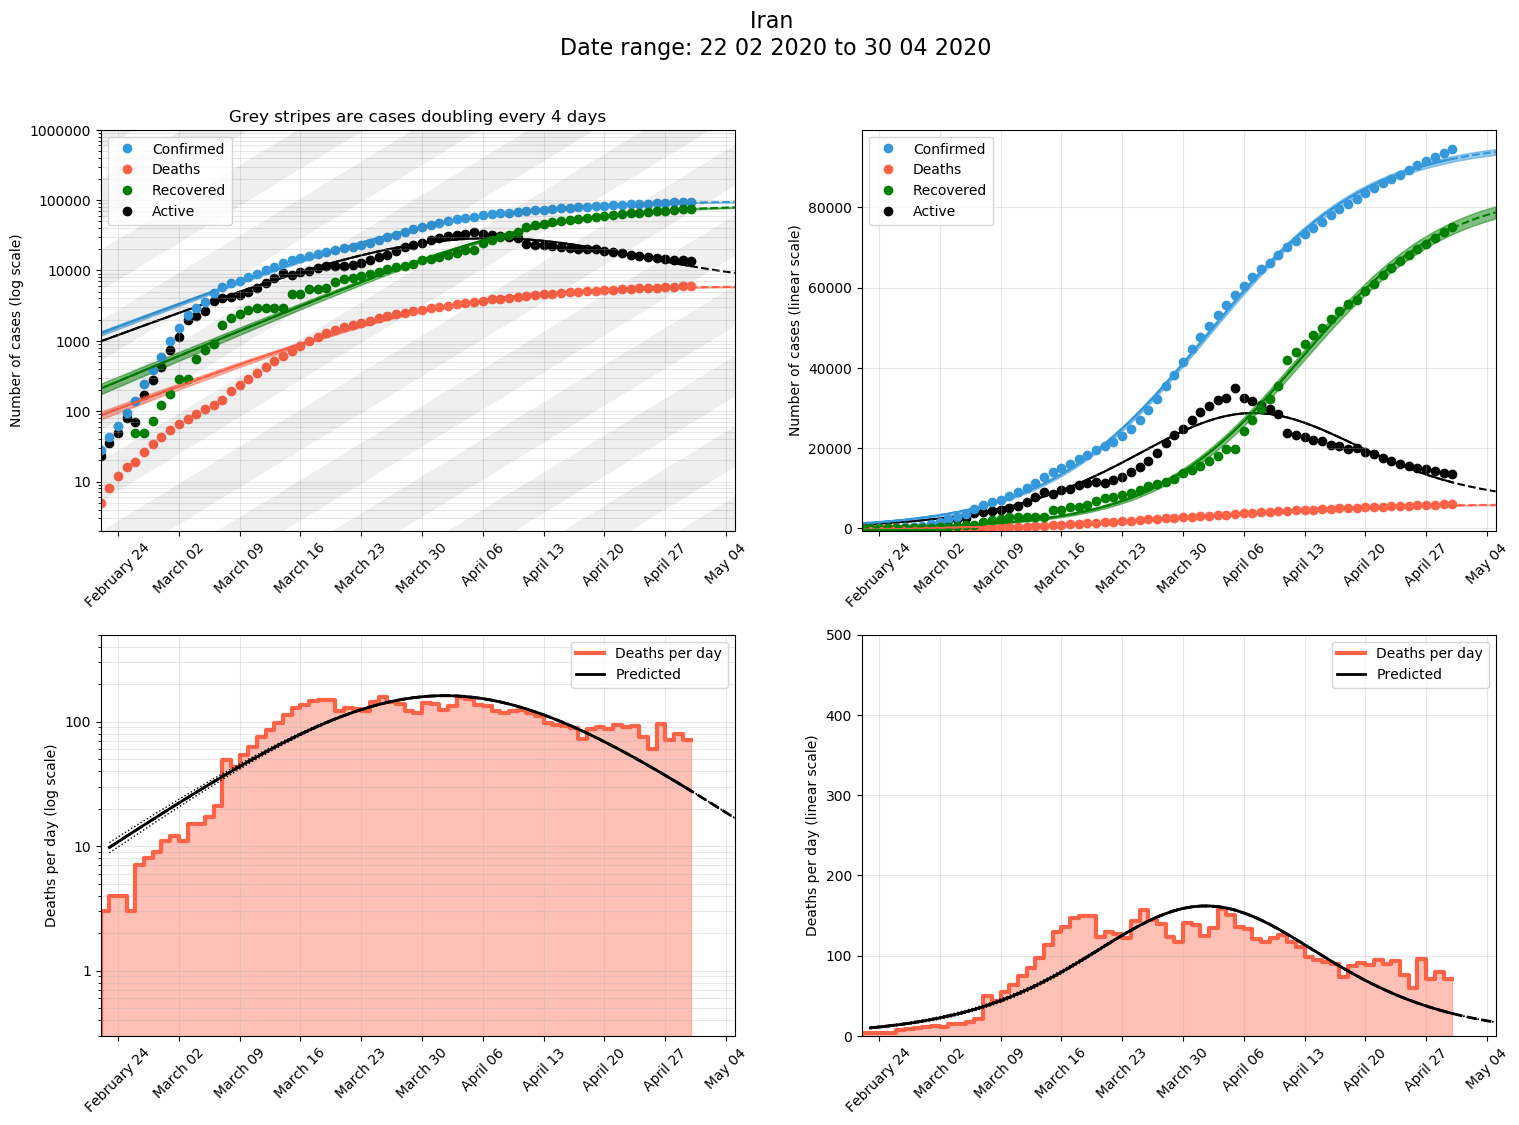 Iran
Date range: 22 02 2020 to 30 04 2020
Grey stripes are cases doubling every 4 days
Number of cases (log scale)
1000000
100000
10000
1000
100
10
Confirmed
Deaths
Recovered
Active
February 24
March 02
March 09
March 16
March 23
March 30
April 06
April 13
April 20
April 27
May 04
Number of cases (linear scale)
80000
60000
40000
20000
0
Confirmed
Deaths
Recovered
Active
February 24
March 02
March 09
March 16
March 23
March 30
April 06
April 13
April 20
April 27
May 04
Deaths per day (log scale)
100
10
1
Deaths per day
Predicted
February 24
March 02
March 09
March 16
March 23
March 30
April 06
April 13
April 20
April 27
May 04
Deaths per day (linear scale)
500
400
300
200
100
0
Deaths per day
Predicted
February 24
March 02
March 09
March 16
March 23
March 30
April 06
April 13
April 20
April 27
May 04